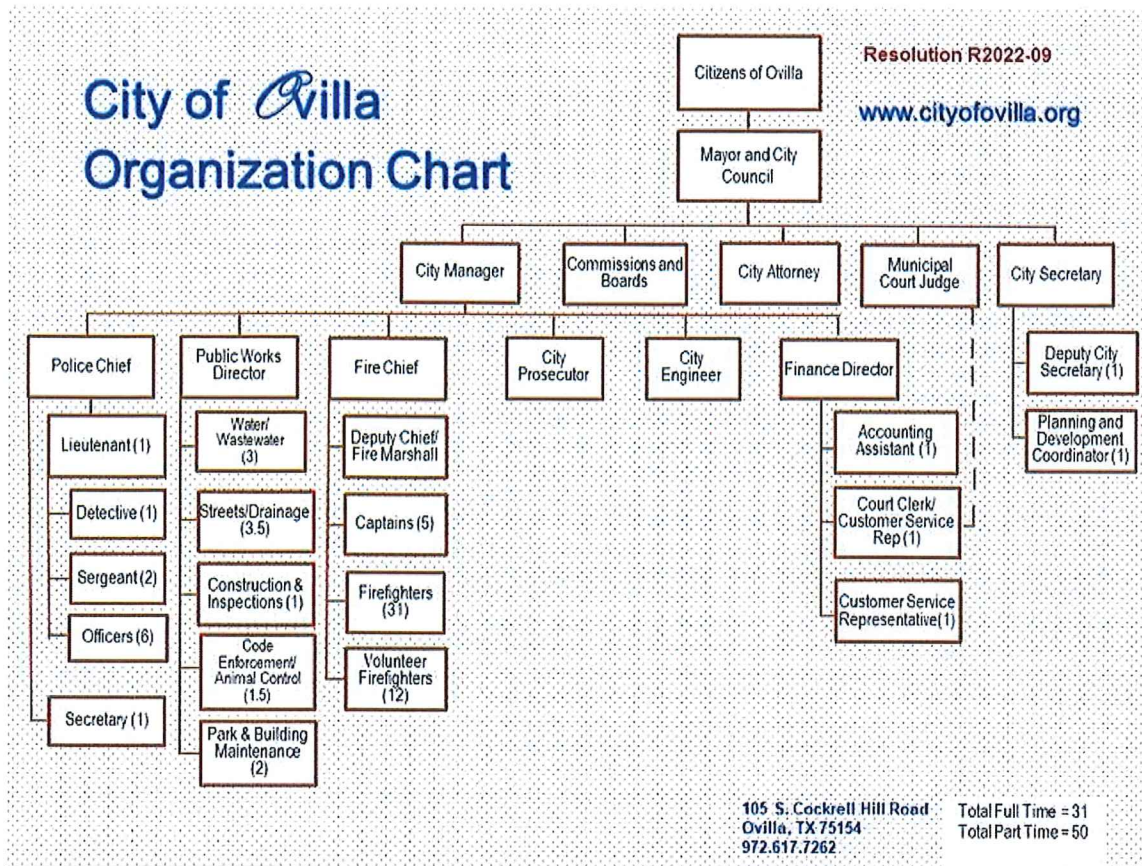 City of Ovilla
Organization Chart
Resolution R2022-09
www.cityofovilla.org
Citizens of Ovilla
Mayor and City
Council
City Manager
Commissions and
Boards
City Attorney
Municipal
Court Judge
City Secretary
Police Chief
Public Works
Director
Fire Chief
City
Prosecutor
City
Engineer
Finance Director
Deputy City
Secretary (1)
Planning and
Development
Coordinator (1)
Lieutenant (1)
Detective (1)
Sergeant (2)
Officers (6)
Secretary (1)
Water/
Wastewater
(3)
Streets/Drainage
(3.5)
Construction &
Inspections (1)
Code
Enforcement/
Animal Control
(1.5)
Park & Building
Maintenance
(2)
Deputy Chief/
Fire Marshall
Captains (5)
Firefighters
(31)
Volunteer
Firefighters
(12)
Accounting
Assistant (1)
Court Clerk/
Customer Service
Rep (1)
Customer Service
Representative(1)
105 S. Cockrell Hill Road
Ovilla, TX 75154
972.617.7262
Total Full Time = 31
Total Part Time = 50